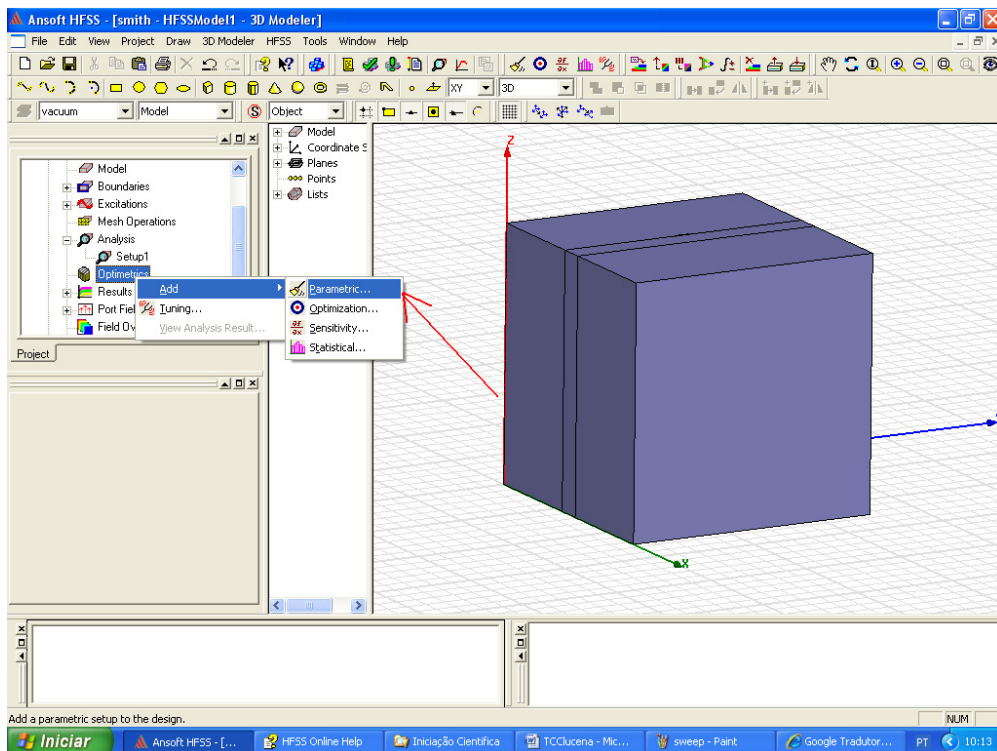 Ansoft HFSS - [smith - HFSSModel1 - 3D Modeler]
File Edit View Project Draw 3D Modeler HFSS Tools Window Help
XY 3D
vacuum Model Object
Model
Boundaries
Excitations
Mesh Operations
Analysis
Setup1
Optimetrics
Results
Port Fiel
Field Ov
Project
Model
Coordinate S
Planes
Points
Lists
Add
Tuning...
View Analysis Result...
Parametric...
Optimization...
Sensitivity...
Statistical...
Z
X
Add a parametric setup to the design.
NUM
Iniciar
Ansoft HFSS - [...
HFSS Online Help
Iniciação Científica
TCClucena - Mic...
sweep - Paint
Google Tradutor...
PT
10:13